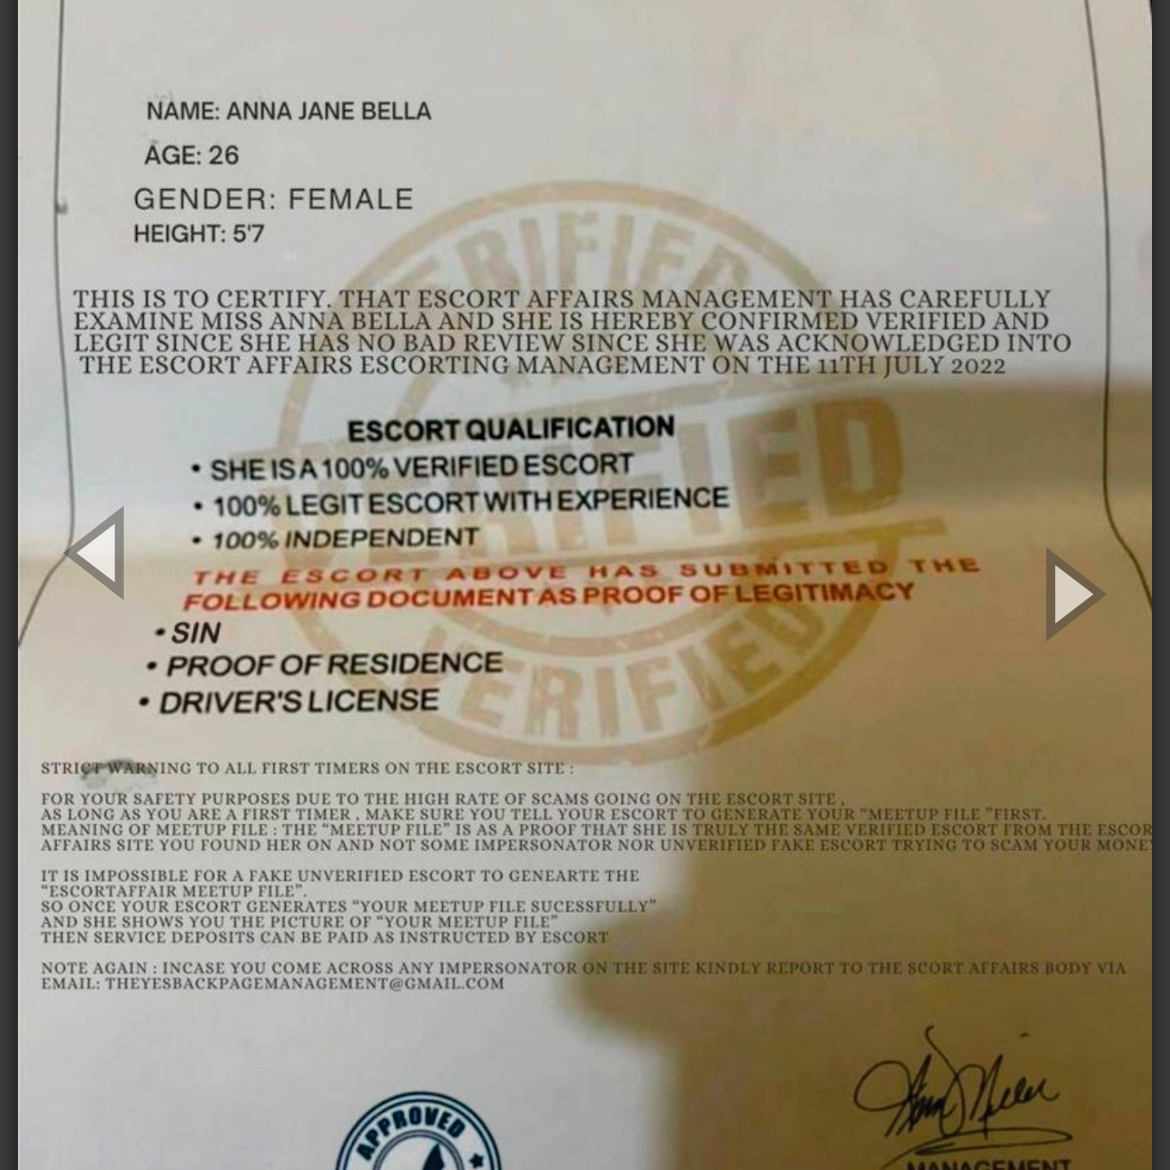 NAME: ANNA JANE BELLA
AGE: 26
GENDER: FEMALE
HEIGHT: 5'7
THIS IS TO CERTIFY. THAT ESCORT AFFAIRS MANAGEMENT HAS CAREFULLY
EXAMINE MISS ANNA BELLA AND SHE IS HEREBY CONFIRMED VERIFIED AND
LEGIT SINCE SHE HAS NO BAD REVIEW SINCE SHE WAS ACKNOWLEDGED INTO
THE ESCORT AFFAIRS ESCORTING MANAGEMENT ON THE 11TH JULY 2022
VERIFIED
VERIFIED
VERIFIED
ESCORT QUALIFICATION
• SHE IS A 100% VERIFIED ESCORT
• 100% LEGIT ESCORT WITH EXPERIENCE
• 100% INDEPENDENT
THE ESCORT ABOVE HAS SUBMITTED THE
FOLLOWING DOCUMENT AS PROOF OF LEGITIMACY
• SIN
• PROOF OF RESIDENCE
• DRIVER'S LICENSE
STRICT WARNING TO ALL FIRST TIMERS ON THE ESCORT SITE :
FOR YOUR SAFETY PURPOSES DUE TO THE HIGH RATE OF SCAMS GOING ON THE ESCORT SITE ,
AS LONG AS YOU ARE A FIRST TIMER , MAKE SURE YOU TELL YOUR ESCORT TO GENERATE YOUR “MEETUP FILE ”FIRST.
MEANING OF MEETUP FILE : THE “MEETUP FILE” IS AS A PROOF THAT SHE IS TRULY THE SAME VERIFIED ESCORT FROM THE ESCOR
AFFAIRS SITE YOU FOUND HER ON AND NOT SOME IMPERSONATOR NOR UNVERIFIED FAKE ESCORT TRYING TO SCAM YOUR MONE
IT IS IMPOSSIBLE FOR A FAKE UNVERIFIED ESCORT TO GENEARTE THE
“ESCORTAFFAIR MEETUP FILE”.
SO ONCE YOUR ESCORT GENERATES “YOUR MEETUP FILE SUCESSFULLY”
AND SHE SHOWS YOU THE PICTURE OF “YOUR MEETUP FILE”
THEN SERVICE DEPOSITS CAN BE PAID AS INSTRUCTED BY ESCORT
NOTE AGAIN : INCASE YOU COME ACROSS ANY IMPERSONATOR ON THE SITE KINDLY REPORT TO THE SCORT AFFAIRS BODY VIA
EMAIL: THEYESBACKPAGEMANAGEMENT@GMAIL.COM
APPROVED
MANAGEMENT